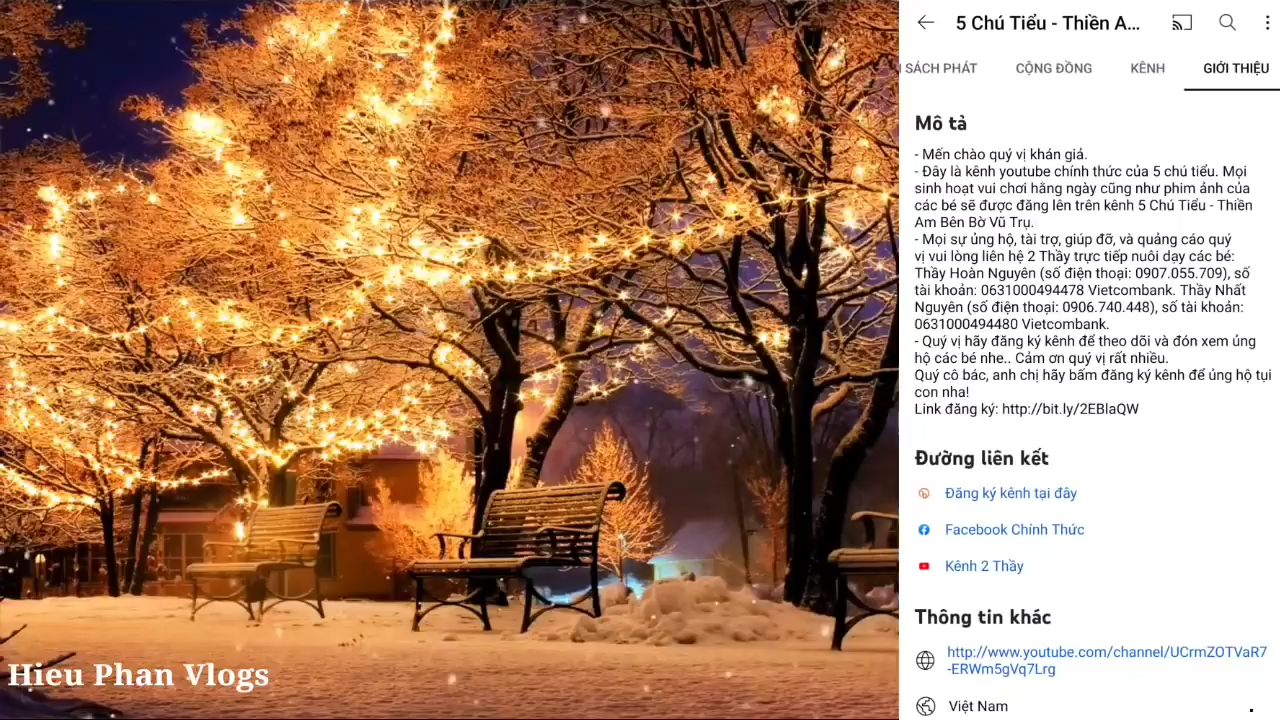 Hieu Phan Vlogs
5 Chú Tiểu - Thiền A...
SÁCH PHÁT CỘNG ĐỒNG KÊNH GIỚI THIỆU
Mô tả
- Mến chào quý vị khán giả.
- Đây là kênh youtube chính thức của 5 chú tiểu. Mọi
sinh hoạt vui chơi hằng ngày cũng như phim ảnh của
các bé sẽ được đăng lên trên kênh 5 Chú Tiểu - Thiền
Am Bên Bờ Vũ Trụ.
- Mọi sự ủng hộ, tài trợ, giúp đỡ, và quảng cáo quý
vị vui lòng liên hệ 2 Thầy trực tiếp nuôi dạy các bé:
Thầy Hoàn Nguyên (số điện thoại: 0907.055.709), số
tài khoản: 0631000494478 Vietcombank. Thầy Nhất
Nguyên (số điện thoại: 0906.740.448), số tài khoản:
0631000494480 Vietcombank.
- Quý vị hãy đăng ký kênh để theo dõi và đón xem ủng
hộ các bé nhe.. Cảm ơn quý vị rất nhiều.
Quý cô bác, anh chị hãy bấm đăng ký kênh để ủng hộ tụi
con nha!
Link đăng ký: http://bit.ly/2EBlaQW
Đường liên kết
Đăng ký kênh tại đây
Facebook Chính Thức
Kênh 2 Thầy
Thông tin khác
http://www.youtube.com/channel/UCrmZOTVaR7
-ERWm5gVq7Lrg
Việt Nam